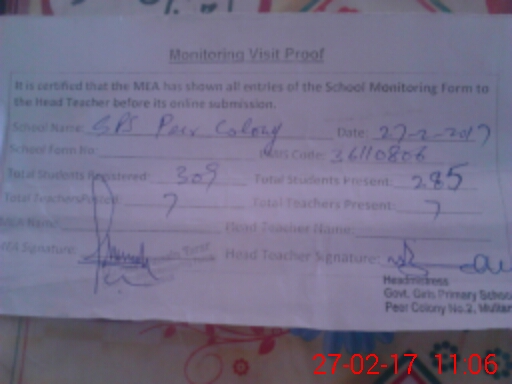 Monitoring Visit Proof
It is certified that the MEA has shown all entries of the School Monitoring Form to
the Head Teacher before its online submission.
School Name: GPS Peer Colony Date: 27-2-2017
School Form No: EMIS Code: 36110806
Total Students Registered: 309 Total Students Present: 285
Total Teachers Posted: 7 Total Teachers Present: 7
MEA Name: Head Teacher Name:
MEA Signature: Head Teacher Signature:
Headmistress
Govt. Girls Primary School
Peer Colony No.2, Multan
27-02-17 11:06